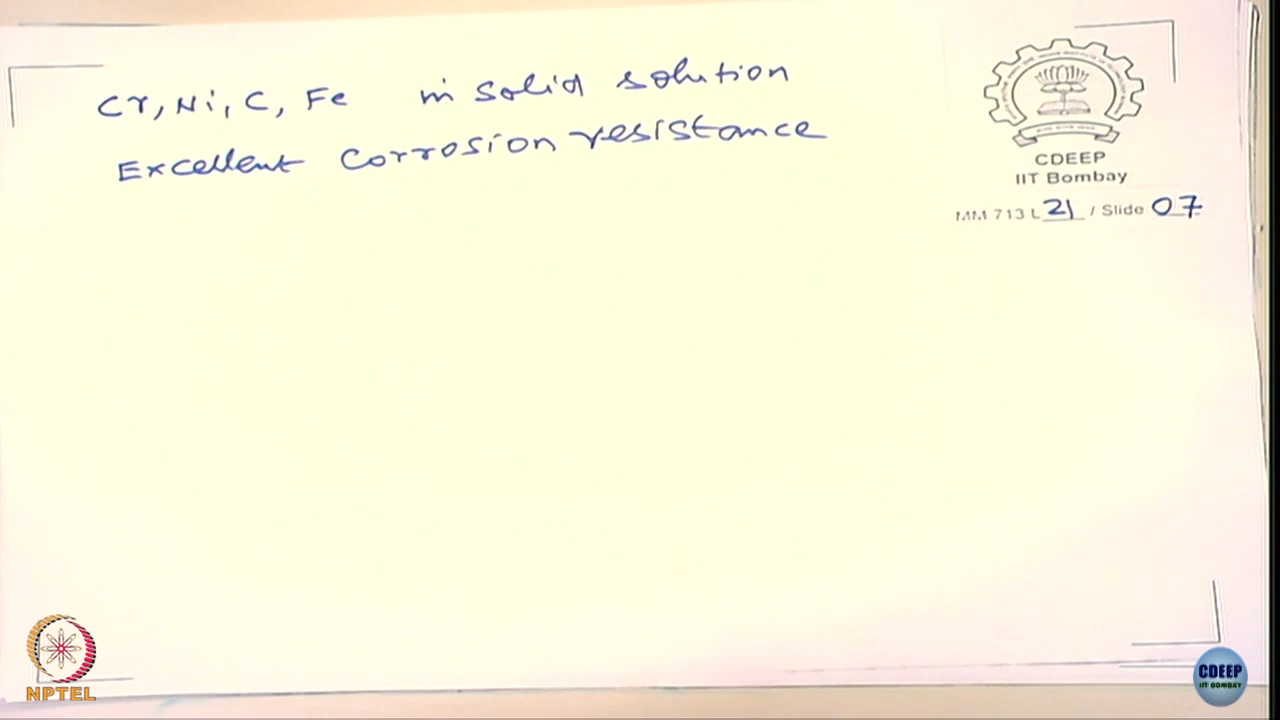 Cr, Ni, C, Fe in solid solution
Excellent Corrosion resistance
CDEEP
IIT Bombay
MM 713 L 21 / Slide 07
NPTEL
CDEEP
IIT BOMBAY